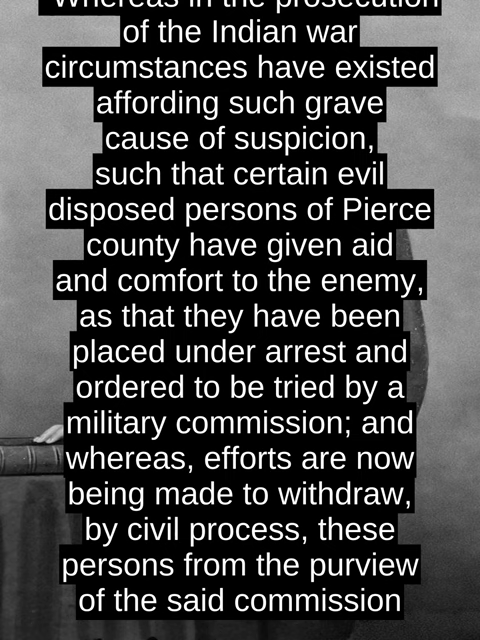 "Whereas in the prosecution
of the Indian war
circumstances have existed
affording such grave
cause of suspicion,
such that certain evil
disposed persons of Pierce
county have given aid
and comfort to the enemy,
as that they have been
placed under arrest and
ordered to be tried by a
military commission; and
whereas, efforts are now
being made to withdraw,
by civil process, these
persons from the purview
of the said commission